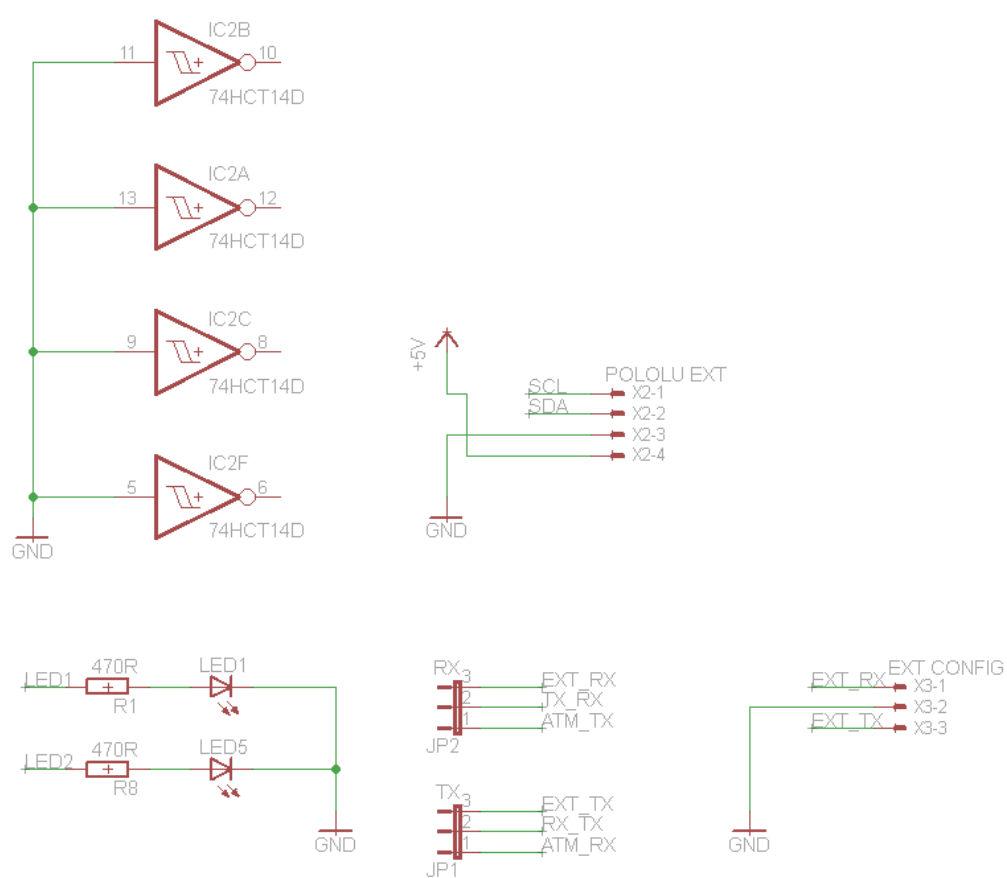 IC2B
11
10
74HCT14D
IC2A
13
12
74HCT14D
IC2C
9
8
74HCT14D
IC2F
5
6
74HCT14D
GND
+5V
POLOLU EXT
SCL
X2-1
SDA
X2-2
X2-3
X2-4
GND
470R
LED1
LED1
R1
470R
LED5
LED2
R8
GND
RX
3
EXT_RX
2
TX_RX
1
ATM_TX
JP2
TX
3
EXT_TX
2
RX_TX
1
ATM_RX
JP1
EXT CONFIG
EXT_RX
X3-1
X3-2
EXT_TX
X3-3
GND